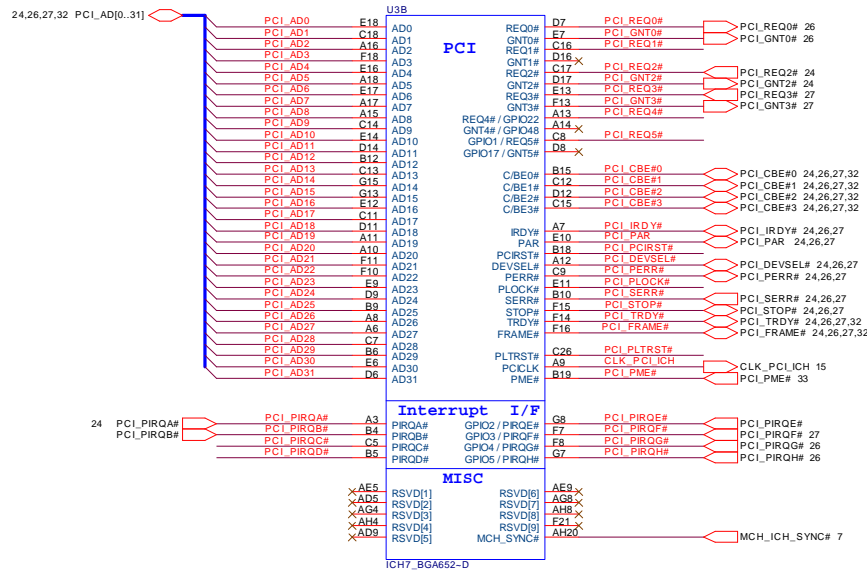 U3B
24,26,27,32 PCI_AD[0..31]
PCI
PCI_AD0 E18 AD0 REQ0# D7 PCI_REQ0# PCI_REQ0# 26
PCI_AD1 C18 AD1 GNT0# E7 PCI_GNT0# PCI_GNT0# 26
PCI_AD2 A16 AD2 REQ1# C16 PCI_REQ1#
PCI_AD3 F18 AD3 GNT1# D16
PCI_AD4 E16 AD4 REQ2# C17 PCI_REQ2# PCI_REQ2# 24
PCI_AD5 A18 AD5 GNT2# D17 PCI_GNT2# PCI_GNT2# 24
PCI_AD6 E17 AD6 REQ3# E13 PCI_REQ3# PCI_REQ3# 27
PCI_AD7 A17 AD7 GNT3# F13 PCI_GNT3# PCI_GNT3# 27
PCI_AD8 A15 AD8 REQ4# / GPIO22 A13 PCI_REQ4#
PCI_AD9 C14 AD9 GNT4# / GPIO48 A14
PCI_AD10 E14 AD10 GPIO1 / REQ5# C8 PCI_REQ5#
PCI_AD11 D14 AD11 GPIO17 / GNT5# D8
PCI_AD12 B12 AD12
PCI_AD13 C13 AD13 C/BE0# B15 PCI_CBE#0 PCI_CBE#0 24,26,27,32
PCI_AD14 G15 AD14 C/BE1# C12 PCI_CBE#1 PCI_CBE#1 24,26,27,32
PCI_AD15 G13 AD15 C/BE2# D12 PCI_CBE#2 PCI_CBE#2 24,26,27,32
PCI_AD16 E12 AD16 C/BE3# C15 PCI_CBE#3 PCI_CBE#3 24,26,27,32
PCI_AD17 C11 AD17
PCI_AD18 D11 AD18 IRDY# A7 PCI_IRDY# PCI_IRDY# 24,26,27
PCI_AD19 A11 AD19 PAR E10 PCI_PAR PCI_PAR 24,26,27
PCI_AD20 A10 AD20 PCIRST# B18 PCI_PCIRST#
PCI_AD21 F11 AD21 DEVSEL# A12 PCI_DEVSEL# PCI_DEVSEL# 24,26,27
PCI_AD22 F10 AD22 PERR# C9 PCI_PERR# PCI_PERR# 24,26,27
PCI_AD23 E9 AD23 PLOCK# E11 PCI_PLOCK#
PCI_AD24 D9 AD24 SERR# B10 PCI_SERR# PCI_SERR# 24,26,27
PCI_AD25 B9 AD25 STOP# F15 PCI_STOP# PCI_STOP# 24,26,27
PCI_AD26 A8 AD26 TRDY# F14 PCI_TRDY# PCI_TRDY# 24,26,27,32
PCI_AD27 A6 AD27 FRAME# F16 PCI_FRAME# PCI_FRAME# 24,26,27,32
PCI_AD28 C7 AD28
PCI_AD29 B6 AD29 PLTRST# C26 PCI_PLTRST#
PCI_AD30 E6 AD30 PCICLK A9 CLK_PCI_ICH CLK_PCI_ICH 15
PCI_AD31 D6 AD31 PME# B19 PCI_PME# PCI_PME# 33
Interrupt I/F
24 PCI_PIRQA# PCI_PIRQA# A3 PIRQA# GPIO2 / PIRQE# G8 PCI_PIRQE# PCI_PIRQE#
PCI_PIRQB# PCI_PIRQB# B4 PIRQB# GPIO3 / PIRQF# F7 PCI_PIRQF# PCI_PIRQF# 27
PCI_PIRQC# C5 PIRQC# GPIO4 / PIRQG# F8 PCI_PIRQG# PCI_PIRQG# 26
PCI_PIRQD# B5 PIRQD# GPIO5 / PIRQH# G7 PCI_PIRQH# PCI_PIRQH# 26
MISC
AE5 RSVD[1] RSVD[6] AE9
AD5 RSVD[2] RSVD[7] AG8
AG4 RSVD[3] RSVD[8] AH8
AH4 RSVD[4] RSVD[9] F21
AD9 RSVD[5] MCH_SYNC# AH20 MCH_ICH_SYNC# 7
ICH7_BGA652~D